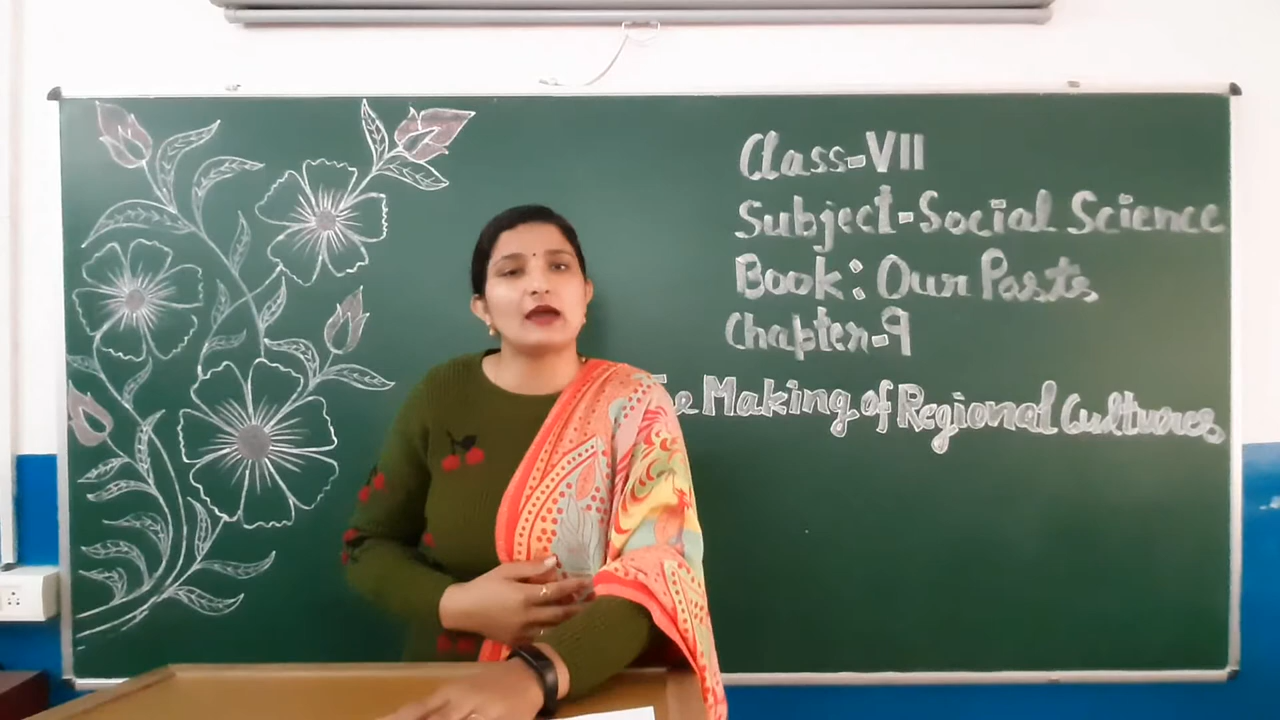 Class-VII
Subject-Social Science
Book: Our Pasts
Chapter-9
Making of Regional Cultures